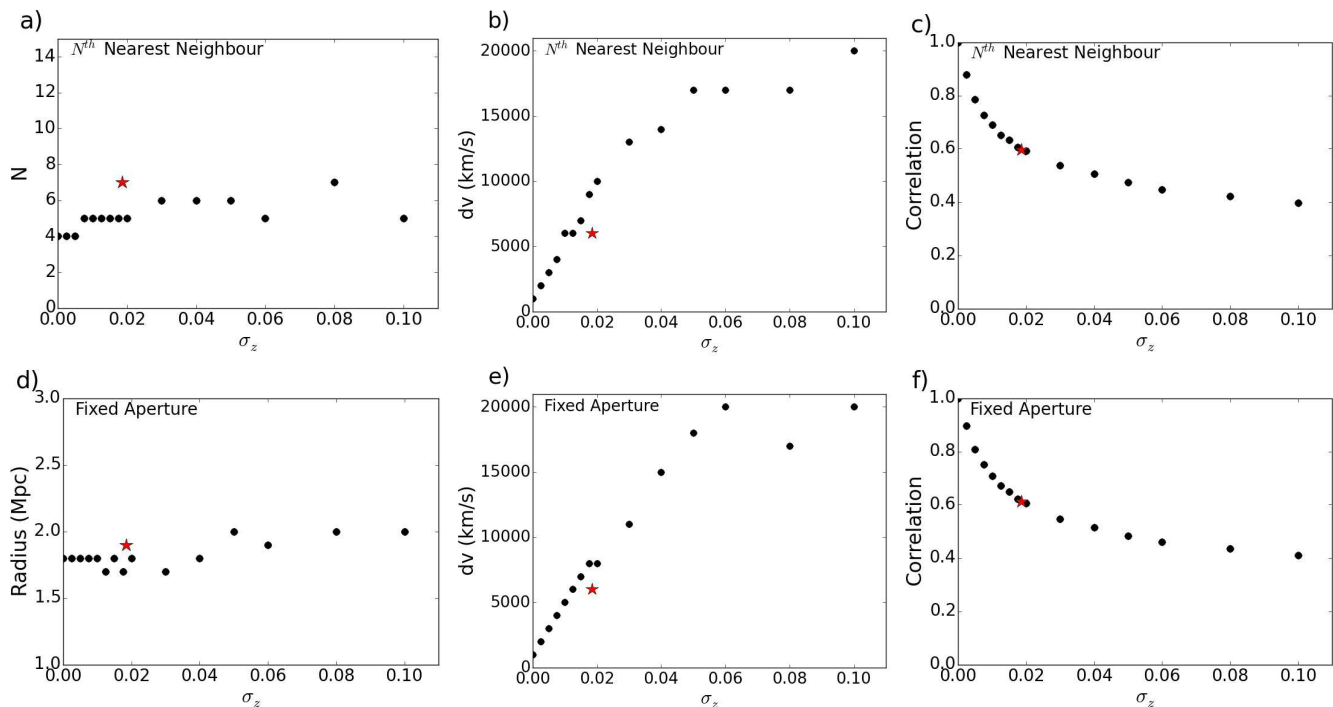 a)
N^th Nearest Neighbour
14
12
10
8
6
4
2
0
N
0.00 0.02 0.04 0.06 0.08 0.10
σ_z
b)
N^th Nearest Neighbour
20000
15000
10000
5000
0
dv (km/s)
0.00 0.02 0.04 0.06 0.08 0.10
σ_z
c)
N^th Nearest Neighbour
1.0
0.8
0.6
0.4
0.2
0.0
Correlation
0.00 0.02 0.04 0.06 0.08 0.10
σ_z
d)
Fixed Aperture
3.0
2.5
2.0
1.5
1.0
Radius (Mpc)
0.00 0.02 0.04 0.06 0.08 0.10
σ_z
e)
Fixed Aperture
20000
15000
10000
5000
0
dv (km/s)
0.00 0.02 0.04 0.06 0.08 0.10
σ_z
f)
Fixed Aperture
1.0
0.8
0.6
0.4
0.2
0.0
Correlation
0.00 0.02 0.04 0.06 0.08 0.10
σ_z